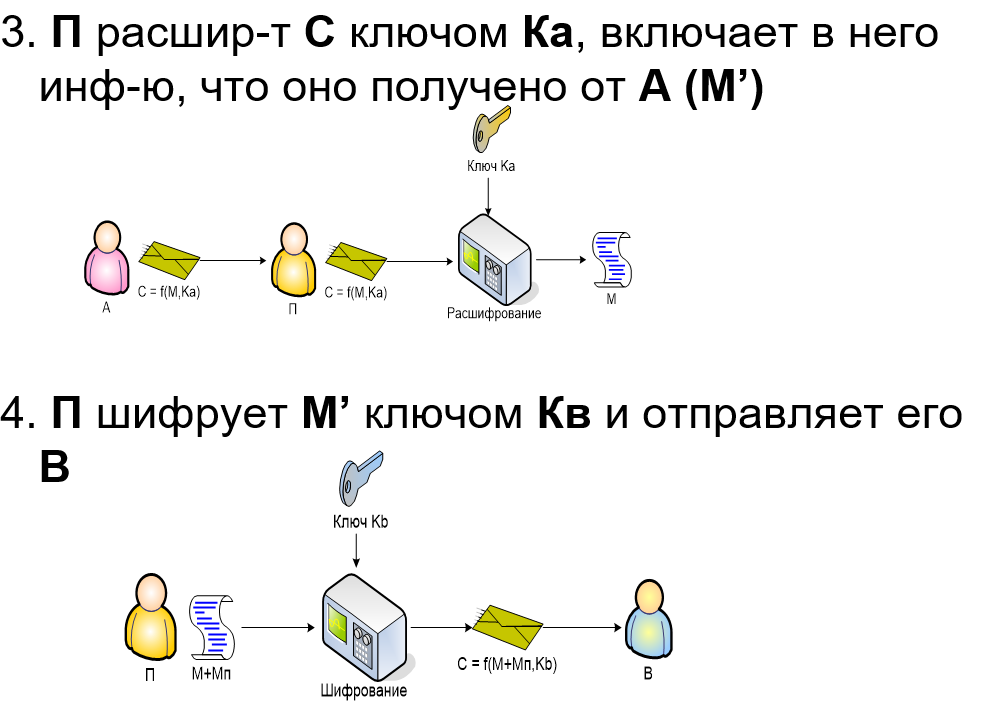 3. П расшир-т С ключом Ка, включает в него
инф-ю, что оно получено от А (М’)
Ключ Ка
C = f(M,Ka)
C = f(M,Ka)
А
П
Расшифрование
М
4. П шифрует М’ ключом Кв и отправляет его
В
Ключ Kb
П
М+Мп
Шифрование
C = f(M+Мп,Kb)
В